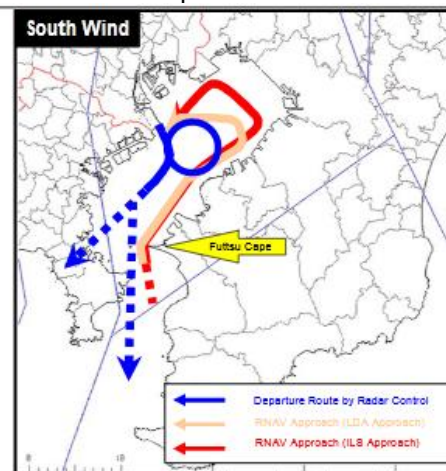 South Wind
Futtsu Cape
Departure Route by Radar Control
RNAV Approach (LDA Approach)
RNAV Approach (ILS Approach)